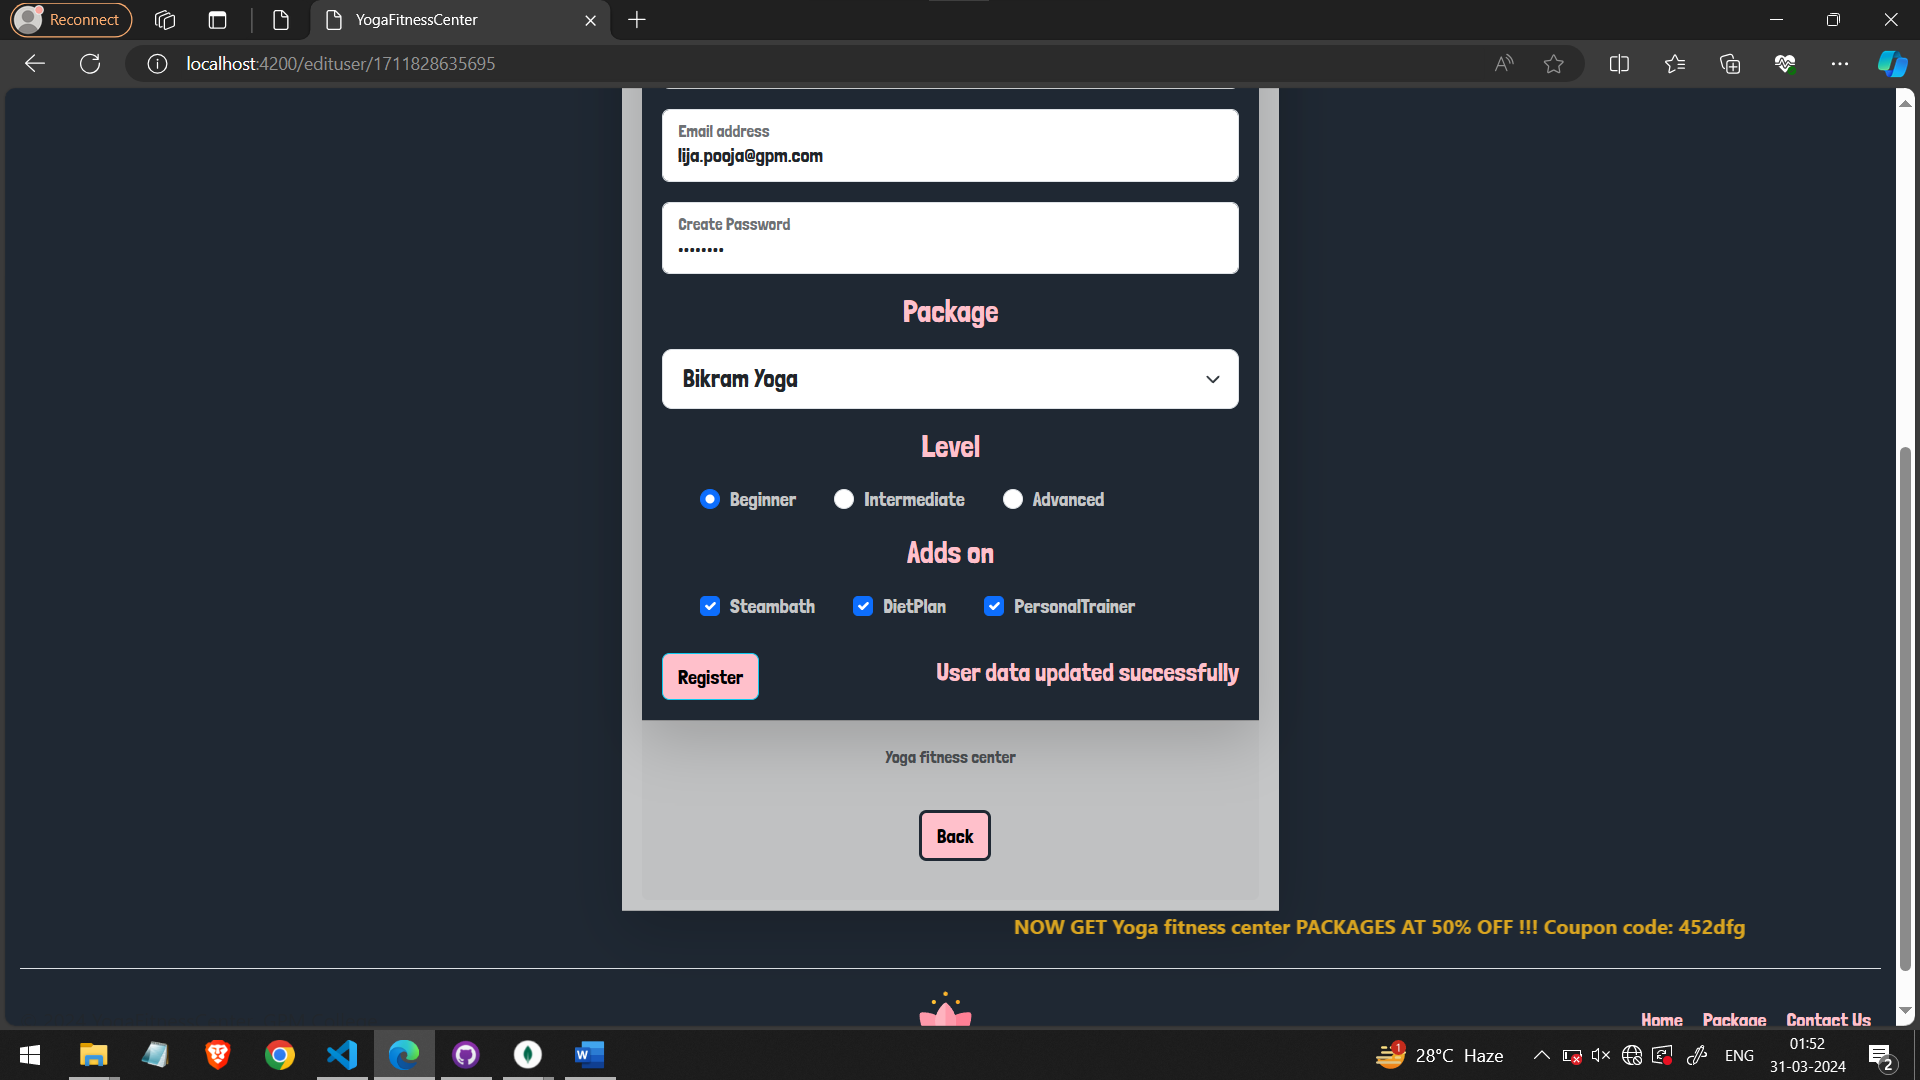 Reconnect
YogaFitnessCenter
localhost:4200/edituser/1711828635695
Email address
lija.pooja@gpm.com
Create Password
••••••••
Package
Bikram Yoga
Level
Beginner Intermediate Advanced
Adds on
Steambath DietPlan PersonalTrainer
Register User data updated successfully
Yoga fitness center
Back
NOW GET Yoga fitness center PACKAGES AT 50% OFF !!! Coupon code: 452dfg
Home Package Contact Us
1 28°C Haze ENG 01:52
31-03-2024 2